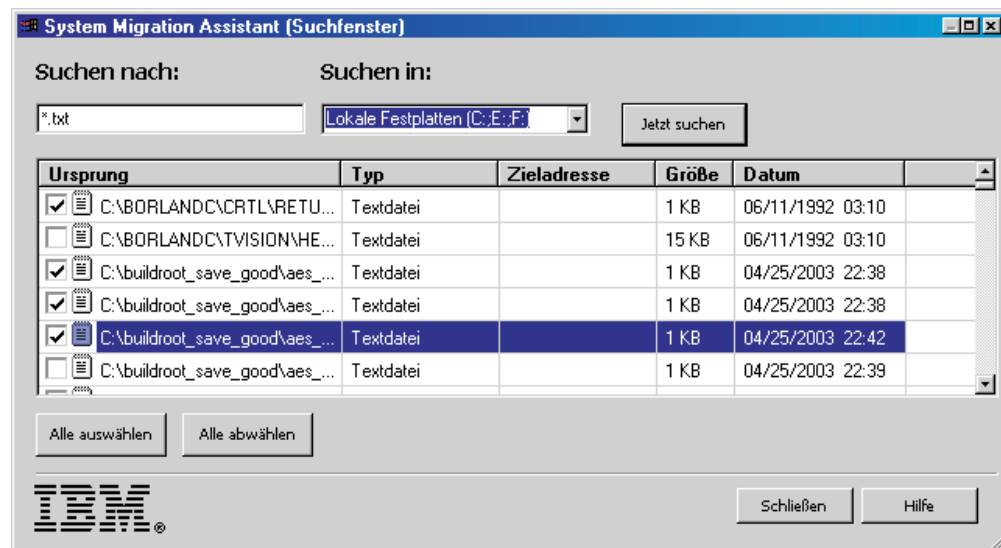 System Migration Assistant (Suchfenster)
Suchen nach: Suchen in:
*.txt Lokale Festplatten (C:;E:;F:) Jetzt suchen
Ursprung Typ Zieladresse Größe Datum
C:\BORLANDC\CRTL\RETU... Textdatei 1 KB 06/11/1992 03:10
C:\BORLANDC\TVISION\HE... Textdatei 15 KB 06/11/1992 03:10
C:\buildroot_save_good\aes_... Textdatei 1 KB 04/25/2003 22:38
C:\buildroot_save_good\aes_... Textdatei 1 KB 04/25/2003 22:38
C:\buildroot_save_good\aes_... Textdatei 1 KB 04/25/2003 22:42
C:\buildroot_save_good\aes_... Textdatei 1 KB 04/25/2003 22:39
Alle auswählen Alle abwählen
IBM® Schließen Hilfe